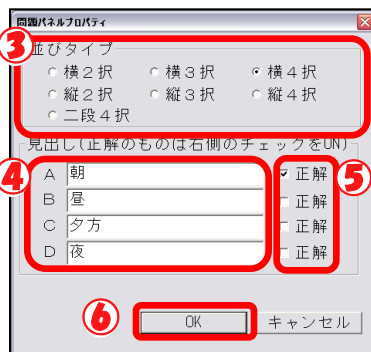 問題パネルプロパティ
③
並びタイプ
横2択 横3択 横4択
縦2択 縦3択 縦4択
二段4択
見出し(正解のものは右側のチェックをON)
④ ⑤
A 朝 正解
B 昼 正解
C 夕方 正解
D 夜 正解
⑥ OK キャンセル